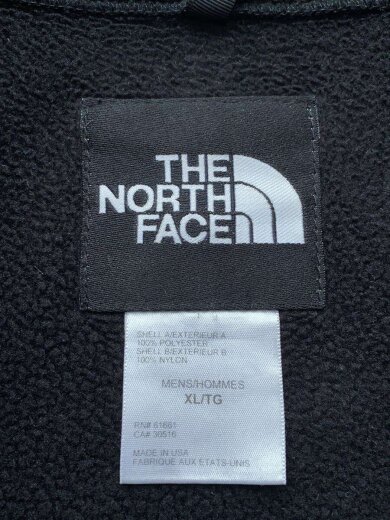 THE
NORTH
FACE
SHELL A/EXTERIEUR A
100% POLYESTER
SHELL B/EXTERIEUR B
100% NYLON
MENS/HOMMES
XL/TG
RN# 61661
CA# 30516
MADE IN USA
FABRIQUE AUX ETATS-UNIS